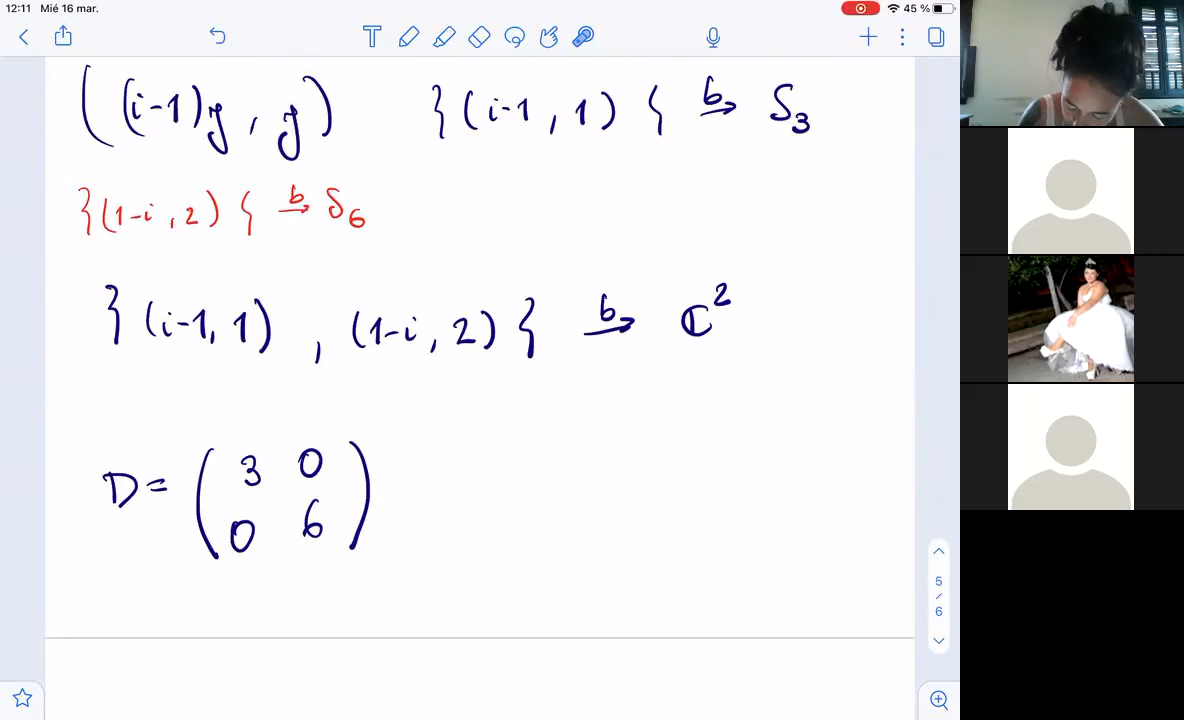 12:11 Mié 16 mar. 45 %
((i-1)y, y) {(i-1, 1)} b→ S₃
{(1-i, 2)} b→ S₆
{(i-1, 1), (1-i, 2)} b→ ℂ²
D = (3 0
0 6)
5
/
6